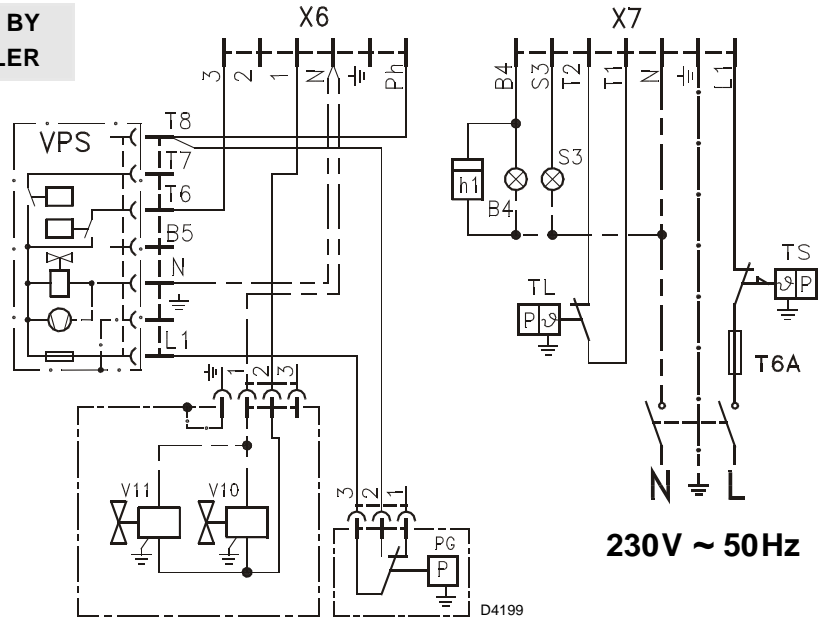 BY
LER
X6
X7
3 2 1 N Ph
B4 S3 T2 T1 N L1
VPS
T8
T7
T6
B5
N
L1
h1
B4
S3
TL
P ϑ
TS
ϑ P
T6A
1 2 3
V11 V10
3 2 1
PG
P
N L
230V ~ 50Hz
D4199